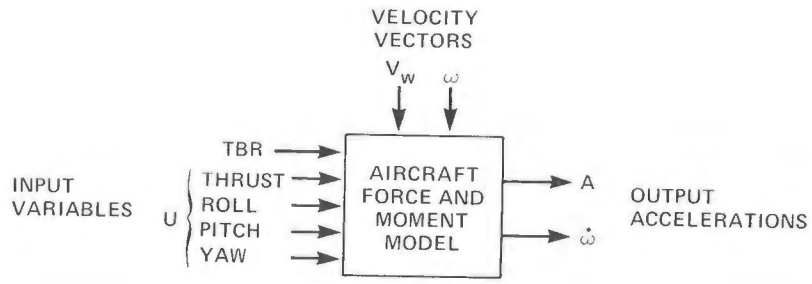 VELOCITY
VECTORS
V_w ω
TBR
THRUST
ROLL
PITCH
YAW
INPUT
VARIABLES
U
AIRCRAFT
FORCE AND
MOMENT
MODEL
A
ω̇
OUTPUT
ACCELERATIONS